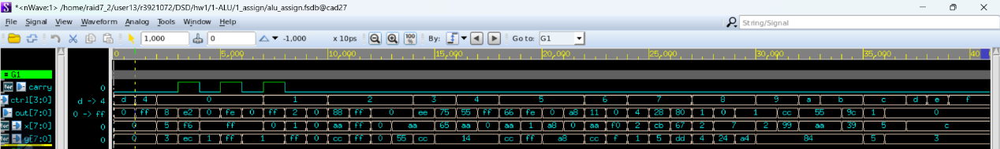 *<nWave:1> /home/raid7_2/user13/r3921072/DSD/hw1/1-ALU/1_assign/alu_assign.fsdb@cad27
File Signal View Waveform Analog Tools Window Help String/Signal
1,000 0 -1,000 x 10ps 100% By: Go to: G1
0 5,000 10,000 15,000 20,000 25,000 30,000 35,000 40
G1
carry 0
ctrl[3:0] d -> 4 d 4 0 1 2 3 4 5 6 7 8 9 a b c d e f
out[7:0] 0 -> ff 0 ff 8 e2 0 fe 0 ff 2 0 88 ff 0 ee 75 55 ff 66 fe 0 a8 11 0 4 28 80 1 0 1 cc 55 9c 1 0
x[7:0] 0 0 5 f6 ff 0 1 0 aa ff 0 aa 65 aa 0 aa 1 a8 0 aa f0 2 cb 67 2 7 2 99 aa 39 5 c
y[7:0] 0 0 3 ec 1 ff 1 ff 0 cc ff 0 55 cc 14 cc ff a8 cc f 1 5 dd 4 24 a4 84 5 3